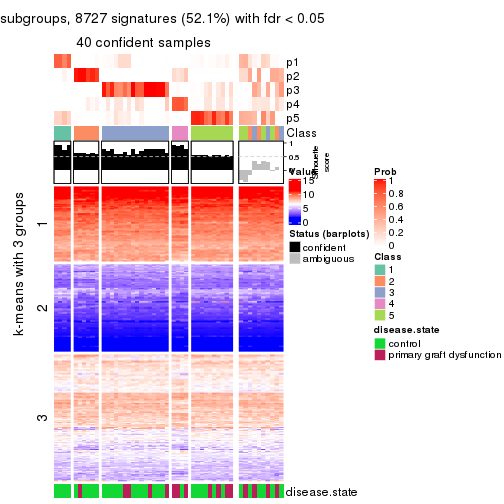 subgroups, 8727 signatures (52.1%) with fdr < 0.05
40 confident samples
p1
p2
p3
p4
p5
Class
1
0.5
0
Silhouette
score
k-means with 3 groups
1
2
3
disease.state
Value
15
10
5
0
Status (barplots)
confident
ambiguous
Prob
1
0.8
0.6
0.4
0.2
0
Class
1
2
3
4
5
disease.state
control
primary graft dysfunction